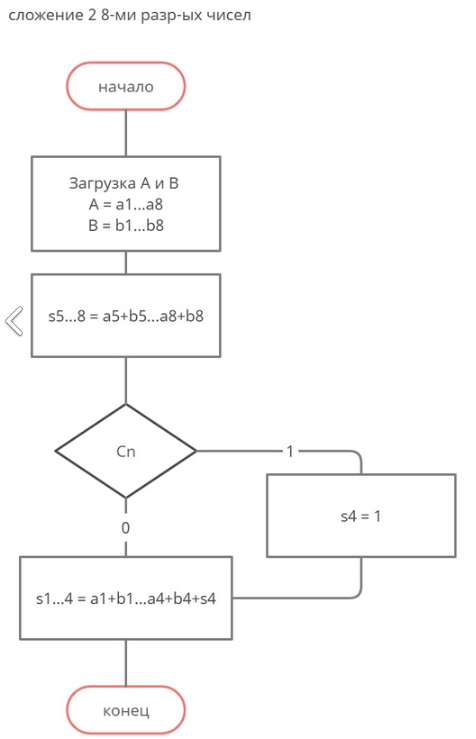 сложение 2 8-ми разр-ых чисел
начало
Загрузка А и В
А = a1...a8
В = b1...b8
s5...8 = a5+b5...a8+b8
Cn
1
s4 = 1
0
s1...4 = a1+b1...a4+b4+s4
конец